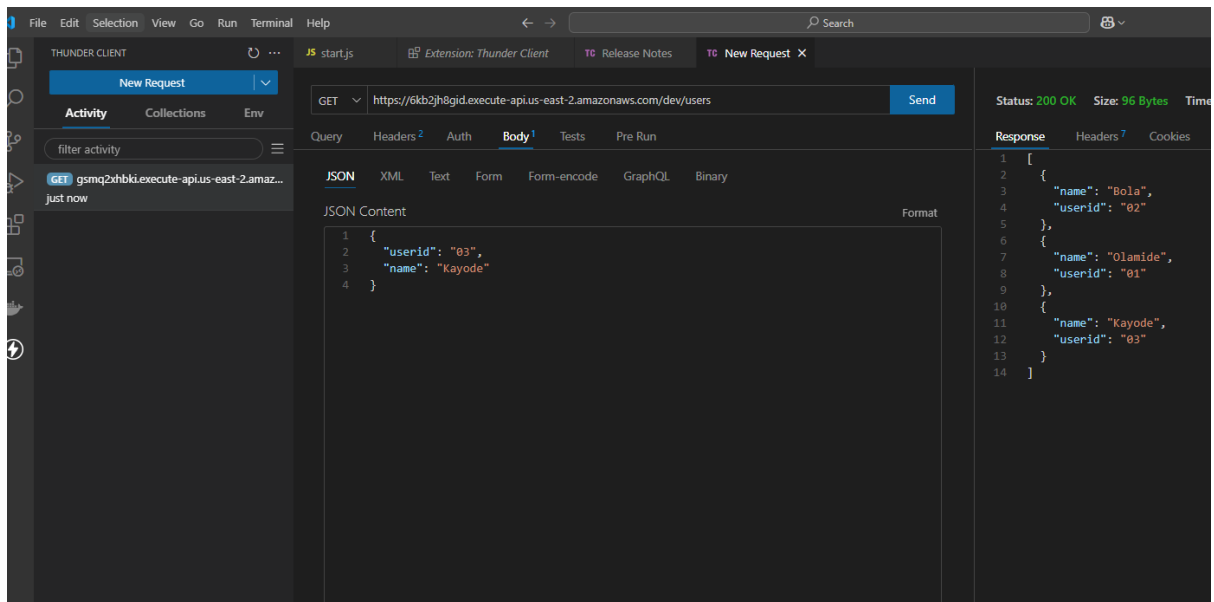 File Edit Selection View Go Run Terminal Help
Search
THUNDER CLIENT
New Request
Activity Collections Env
filter activity
GET gsmq2xhbki.execute-api.us-east-2.amaz...
just now
JS start.js
Extension: Thunder Client
TC Release Notes
TC New Request
GET https://6kb2jh8gid.execute-api.us-east-2.amazonaws.com/dev/users Send
Query Headers 2 Auth Body 1 Tests Pre Run
JSON XML Text Form Form-encode GraphQL Binary
JSON Content Format
1 {
2 "userid": "03",
3 "name": "Kayode"
4 }
Status: 200 OK Size: 96 Bytes Time
Response Headers 7 Cookies
1 [
2 {
3 "name": "Bola",
4 "userid": "02"
5 },
6 {
7 "name": "Olamide",
8 "userid": "01"
9 },
10 {
11 "name": "Kayode",
12 "userid": "03"
13 }
14 ]